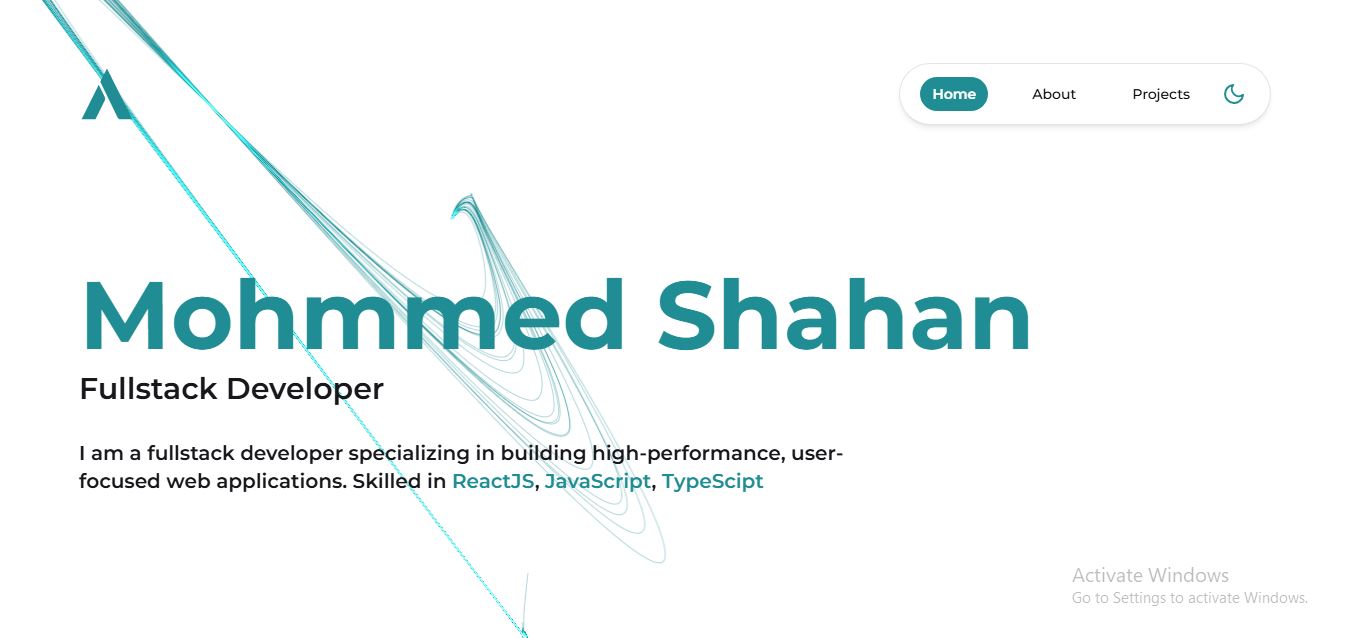 Home About Projects
Mohmmed Shahan
Fullstack Developer
I am a fullstack developer specializing in building high-performance, user-
focused web applications. Skilled in ReactJS, JavaScript, TypeScipt
Activate Windows
Go to Settings to activate Windows.